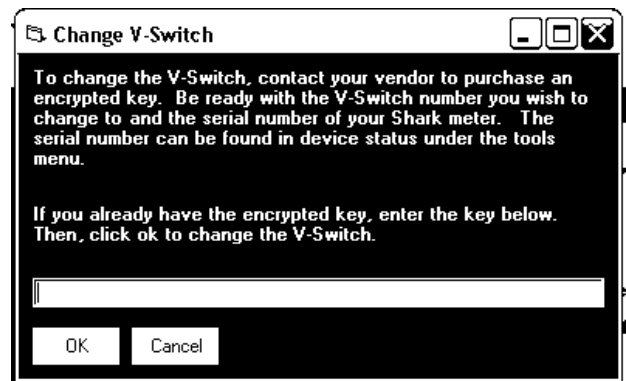 Change V-Switch
To change the V-Switch, contact your vendor to purchase an
encrypted key. Be ready with the V-Switch number you wish to
change to and the serial number of your Shark meter. The
serial number can be found in device status under the tools
menu.
If you already have the encrypted key, enter the key below.
Then, click ok to change the V-Switch.
OK Cancel